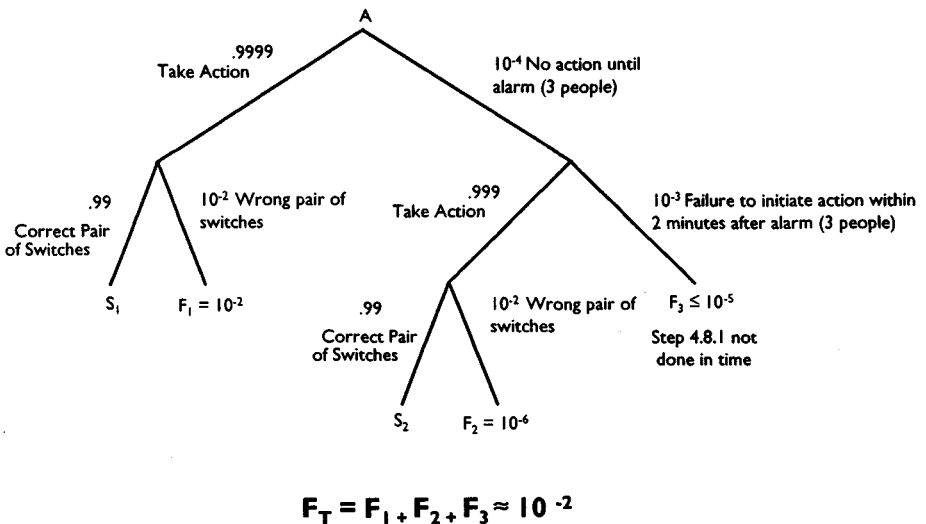 A
.9999
Take Action
10⁻⁴ No action until
alarm (3 people)
.99
Correct Pair
of Switches
10⁻² Wrong pair of
switches
.999
Take Action
10⁻³ Failure to initiate action within
2 minutes after alarm (3 people)
S₁
F₁ = 10⁻²
.99
Correct Pair
of Switches
10⁻² Wrong pair of
switches
F₃ ≤ 10⁻⁵
Step 4.8.1 not
done in time
S₂
F₂ = 10⁻⁶
F_T = F₁ + F₂ + F₃ ≈ 10⁻²